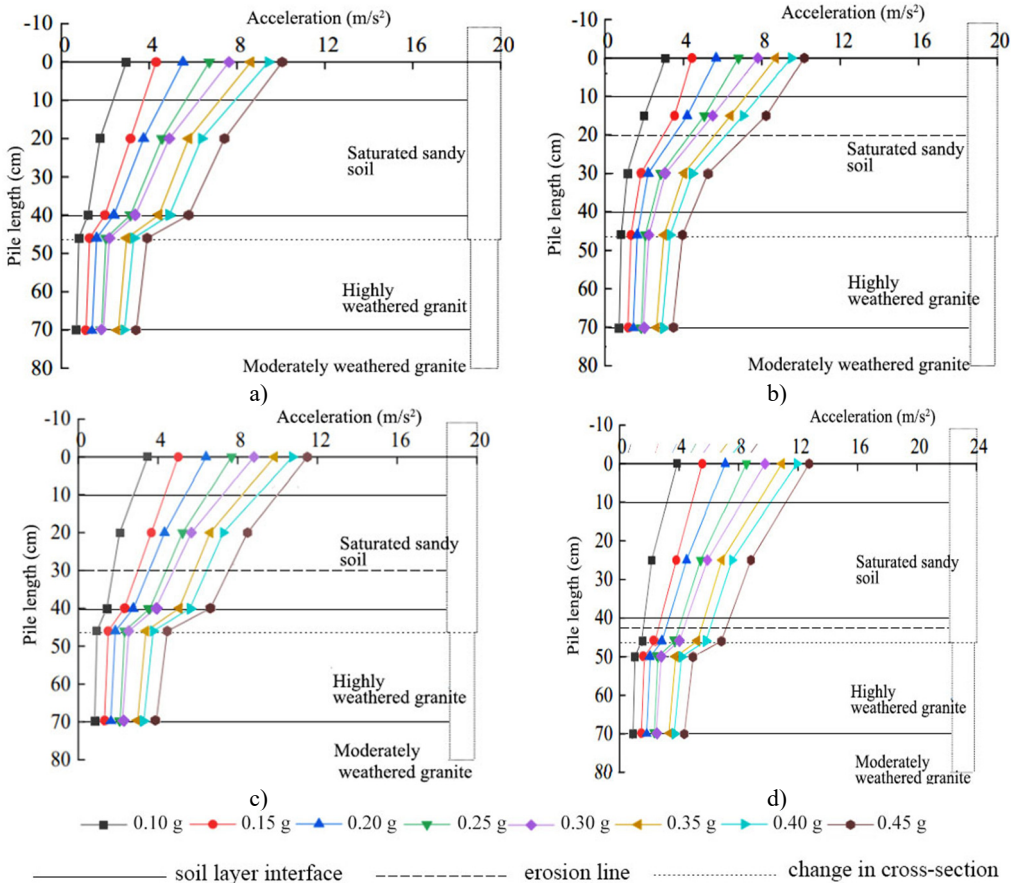 Acceleration (m/s²)
-10
0 4 8 12 16 20
0
10
20
30
40
50
60
70
80
Pile length (cm)
Saturated sandy
soil
Highly
weathered granit
Moderately weathered granite
a)
Acceleration (m/s²)
-10
0 4 8 12 16 20
0
10
20
30
40
50
60
70
80
Pile length (cm)
Saturated sandy
soil
Highly
weathered granite
Moderately weathered granite
b)
Acceleration (m/s²)
-10
0 4 8 12 16 20
0
10
20
30
40
50
60
70
80
Pile length (cm)
Saturated sandy
soil
Highly
weathered granite
Moderately
weathered granite
c)
Acceleration (m/s²)
-10
0 4 8 12 16 20 24
0
10
20
30
40
50
60
70
80
Pile length (cm)
Saturated sandy
soil
Highly
weathered granite
Moderately
weathered granite
d)
0.10 g 0.15 g 0.20 g 0.25 g 0.30 g 0.35 g 0.40 g 0.45 g
soil layer interface erosion line change in cross-section